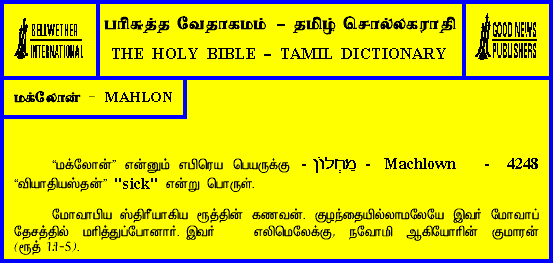 BELLWETHER
INTERNATIONAL
பரிசுத்த வேதாகமம் – தமிழ் சொல்லகராதி
THE HOLY BIBLE – TAMIL DICTIONARY
GOOD NEWS
PUBLISHERS
மக்லோன் – MAHLON
“மக்லோன்” என்னும் எபிரெய பெயருக்கு - מַחְלוֹן - Machlown - 4248
“வியாதியஸ்தன்” "sick" என்று பொருள்.
மோவாபிய ஸ்திரீயாகிய ரூத்தின் கணவன். குழந்தையில்லாமலேயே இவர் மோவாப்
தேசத்தில் மரித்துப்போனார். இவர் எலிமெலேக்கு, நவோமி ஆகியோரின் குமாரன்
(ரூத் 1:1-5).